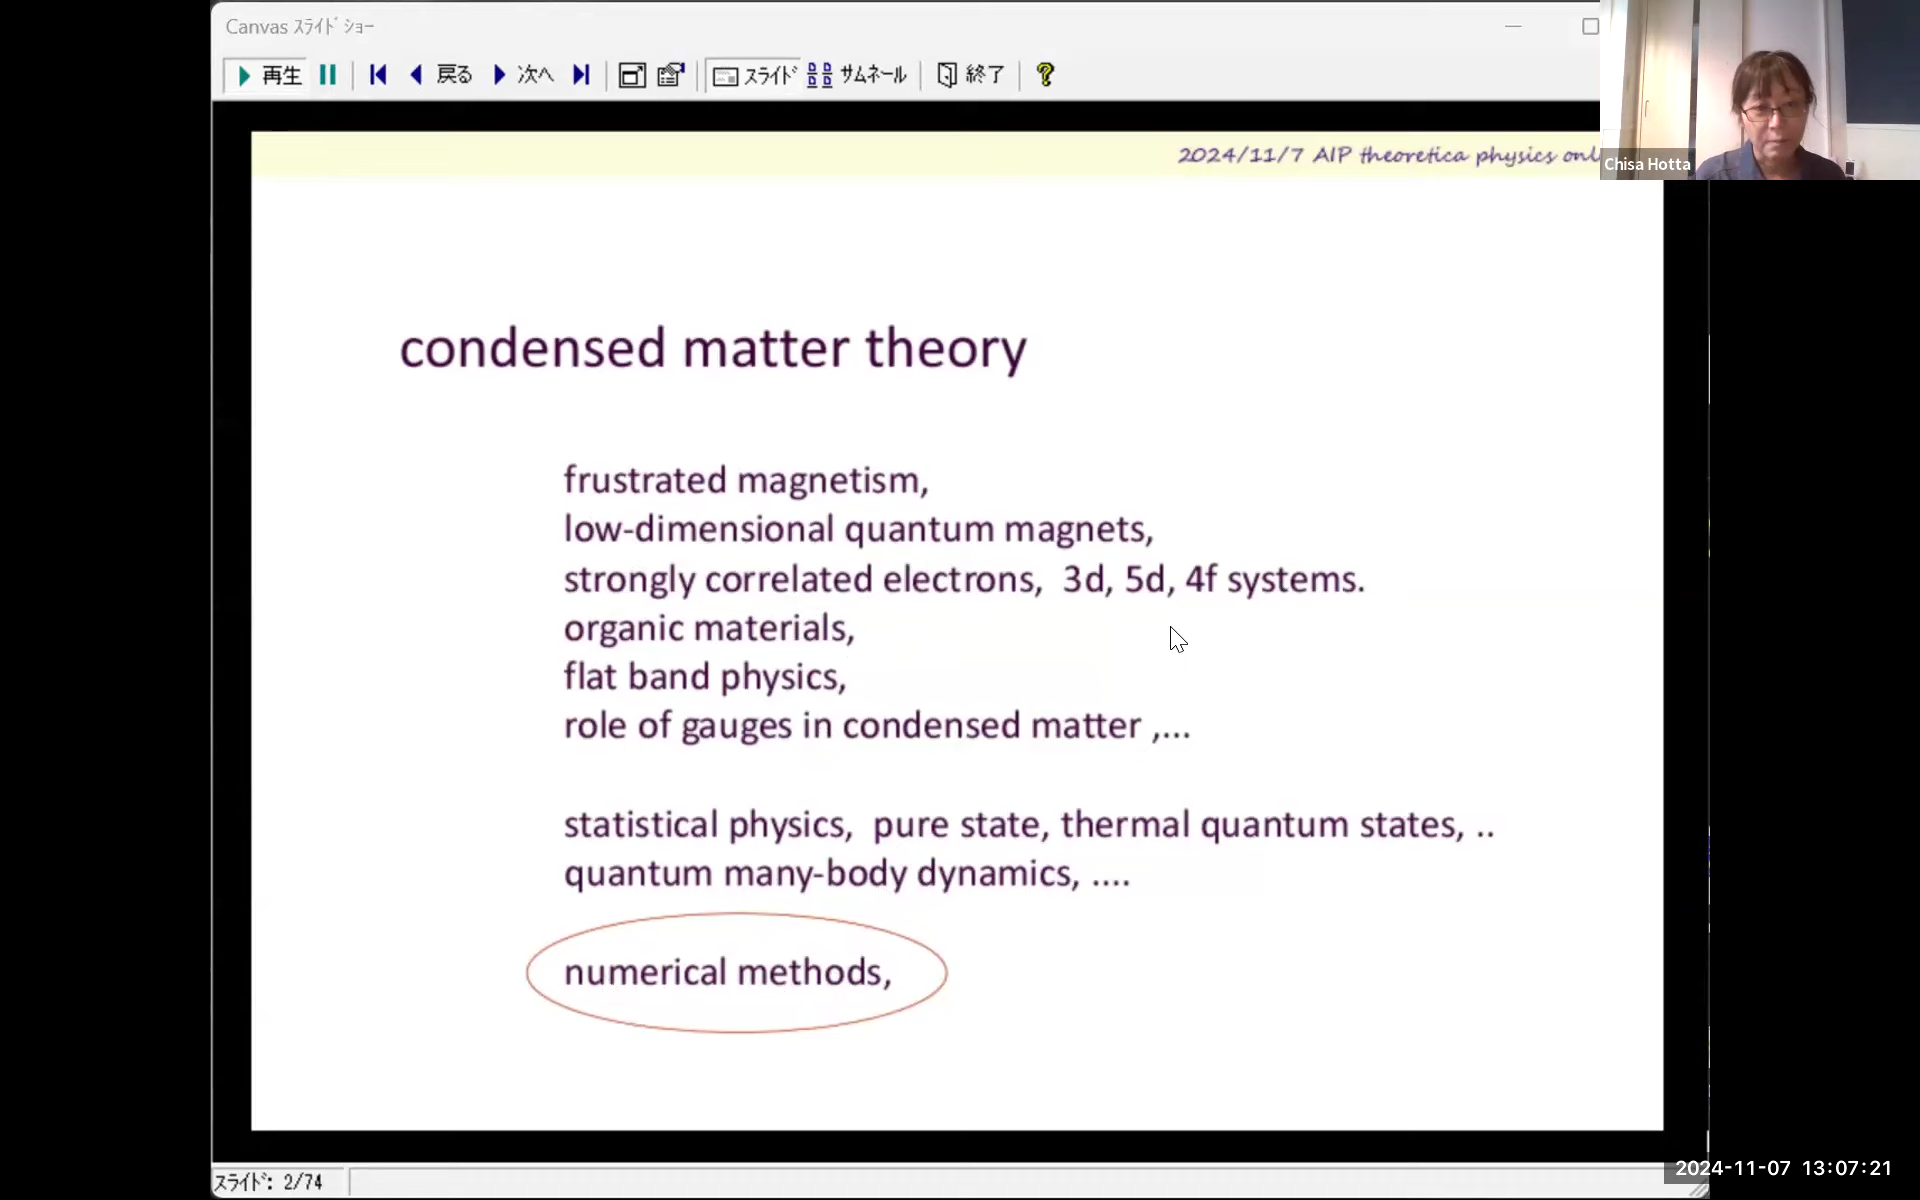 Canvas スライド ショー
再生 戻る 次へ スライド サムネール 終了
2024/11/7 AIP theoretica physics onl
Chisa Hotta
condensed matter theory
frustrated magnetism,
low-dimensional quantum magnets,
strongly correlated electrons, 3d, 5d, 4f systems.
organic materials,
flat band physics,
role of gauges in condensed matter ,...
statistical physics, pure state, thermal quantum states, ..
quantum many-body dynamics, ....
numerical methods,
スライド: 2/74
2024-11-07 13:07:21